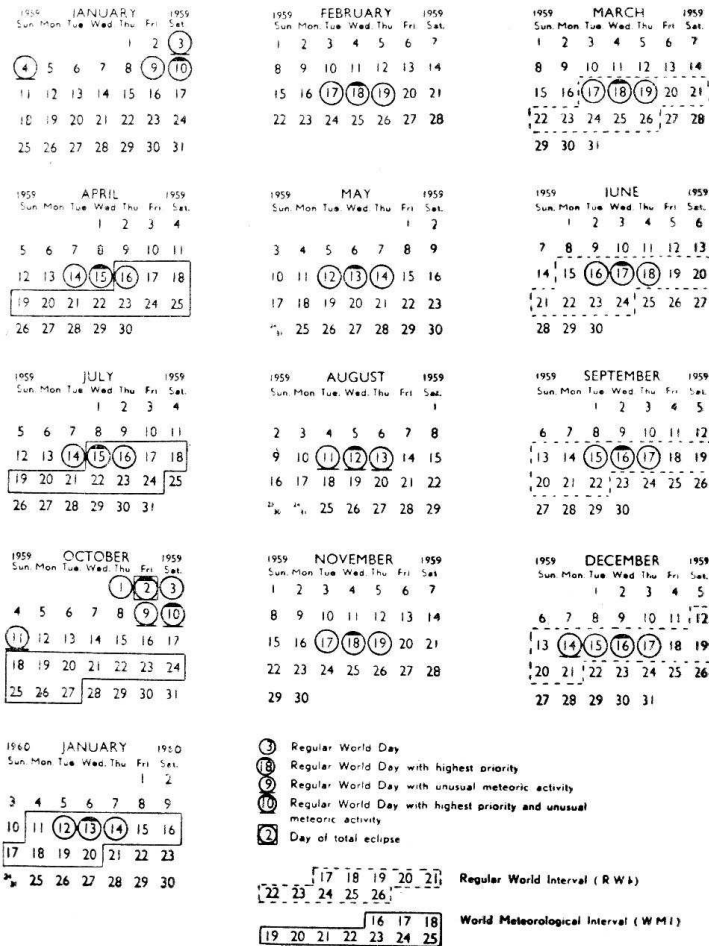 1959 JANUARY 1959
Sun. Mon Tue Wed Thu Fri Sat.
1 2 3
4 5 6 7 8 9 10
11 12 13 14 15 16 17
18 19 20 21 22 23 24
25 26 27 28 29 30 31
1959 FEBRUARY 1959
Sun. Mon Tue Wed Thu Fri Sat.
1 2 3 4 5 6 7
8 9 10 11 12 13 14
15 16 17 18 19 20 21
22 23 24 25 26 27 28
1959 MARCH 1959
Sun. Mon Tue Wed Thu Fri Sat.
1 2 3 4 5 6 7
8 9 10 11 12 13 14
15 16 17 18 19 20 21
22 23 24 25 26 27 28
29 30 31
1959 APRIL 1959
Sun. Mon Tue Wed Thu Fri Sat.
1 2 3 4
5 6 7 8 9 10 11
12 13 14 15 16 17 18
19 20 21 22 23 24 25
26 27 28 29 30
1959 MAY 1959
Sun. Mon Tue Wed Thu Fri Sat.
1 2
3 4 5 6 7 8 9
10 11 12 13 14 15 16
17 18 19 20 21 22 23
24/31 25 26 27 28 29 30
1959 JUNE 1959
Sun. Mon Tue Wed Thu Fri Sat.
1 2 3 4 5 6
7 8 9 10 11 12 13
14 15 16 17 18 19 20
21 22 23 24 25 26 27
28 29 30
1959 JULY 1959
Sun. Mon Tue Wed Thu Fri Sat.
1 2 3 4
5 6 7 8 9 10 11
12 13 14 15 16 17 18
19 20 21 22 23 24 25
26 27 28 29 30 31
1959 AUGUST 1959
Sun. Mon Tue. Wed. Thu. Fri Sat.
1
2 3 4 5 6 7 8
9 10 11 12 13 14 15
16 17 18 19 20 21 22
23/30 24/31 25 26 27 28 29
1959 SEPTEMBER 1959
Sun. Mon Tue Wed Thu Fri. Sat.
1 2 3 4 5
6 7 8 9 10 11 12
13 14 15 16 17 18 19
20 21 22 23 24 25 26
27 28 29 30
1959 OCTOBER 1959
Sun. Mon. Tue Wed Thu. Fri. Sat.
1 2 3
4 5 6 7 8 9 10
11 12 13 14 15 16 17
18 19 20 21 22 23 24
25 26 27 28 29 30 31
1959 NOVEMBER 1959
Sun. Mon. Tue Wed Thu Fri. Sat
1 2 3 4 5 6 7
8 9 10 11 12 13 14
15 16 17 18 19 20 21
22 23 24 25 26 27 28
29 30
1959 DECEMBER 1959
Sun. Mon. Tue. Wed. Thu. Fri. Sat.
1 2 3 4 5
6 7 8 9 10 11 12
13 14 15 16 17 18 19
20 21 22 23 24 25 26
27 28 29 30 31
1960 JANUARY 1960
Sun. Mon. Tue Wed. Thu. Fri. Sat.
1 2
3 4 5 6 7 8 9
10 11 12 13 14 15 16
17 18 19 20 21 22 23
24/31 25 26 27 28 29 30
3 Regular World Day
18 Regular World Day with highest priority
9 Regular World Day with unusual meteoric activity
10 Regular World Day with highest priority and unusual
meteoric activity
2 Day of total eclipse
17 18 19 20 21 Regular World Interval (RWI)
22 23 24 25 26
16 17 18 World Meteorological Interval (WMI)
19 20 21 22 23 24 25